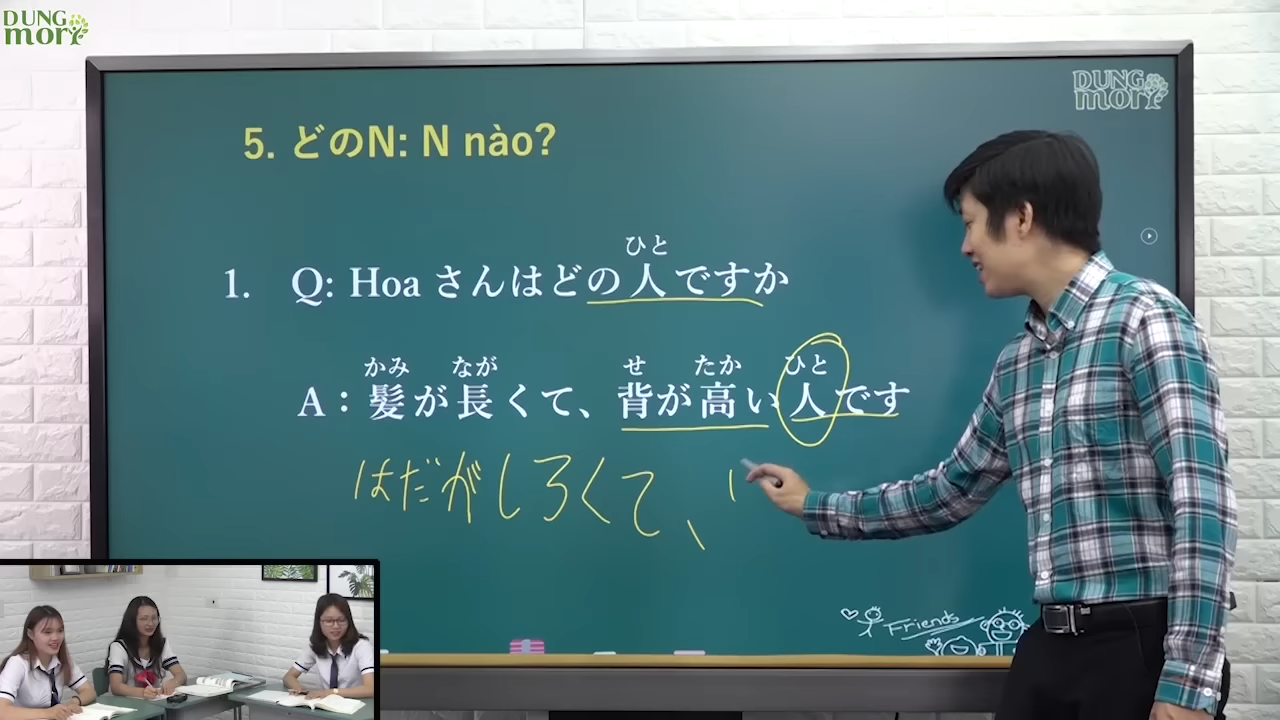 DUNG
mori
DUNG
mori
5. どのN: N nào?
ひと
1. Q: Hoa さんはどの人ですか
かみ なが せ たか ひと
A：髪が長くて、背が高い人です
はだがしろくて、
Friends